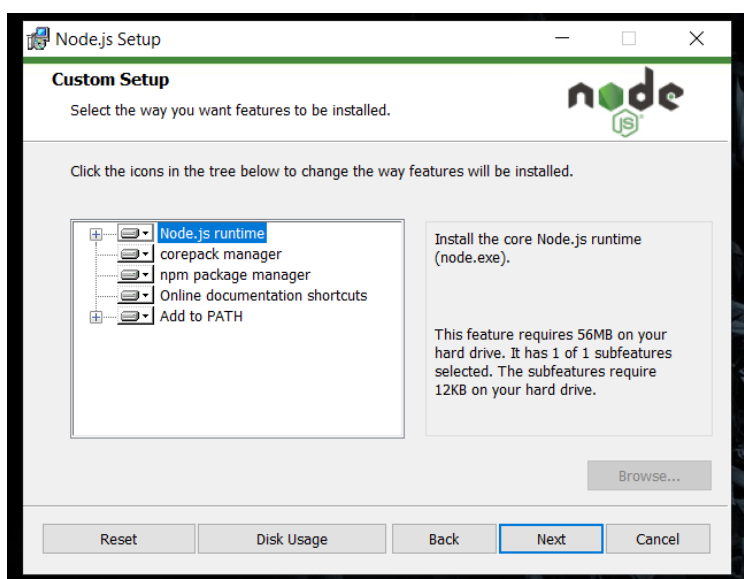 Node.js Setup
Custom Setup
Select the way you want features to be installed.
node
JS
Click the icons in the tree below to change the way features will be installed.
Node.js runtime
corepack manager
npm package manager
Online documentation shortcuts
Add to PATH
Install the core Node.js runtime
(node.exe).
This feature requires 56MB on your
hard drive. It has 1 of 1 subfeatures
selected. The subfeatures require
12KB on your hard drive.
Browse...
Reset
Disk Usage
Back
Next
Cancel